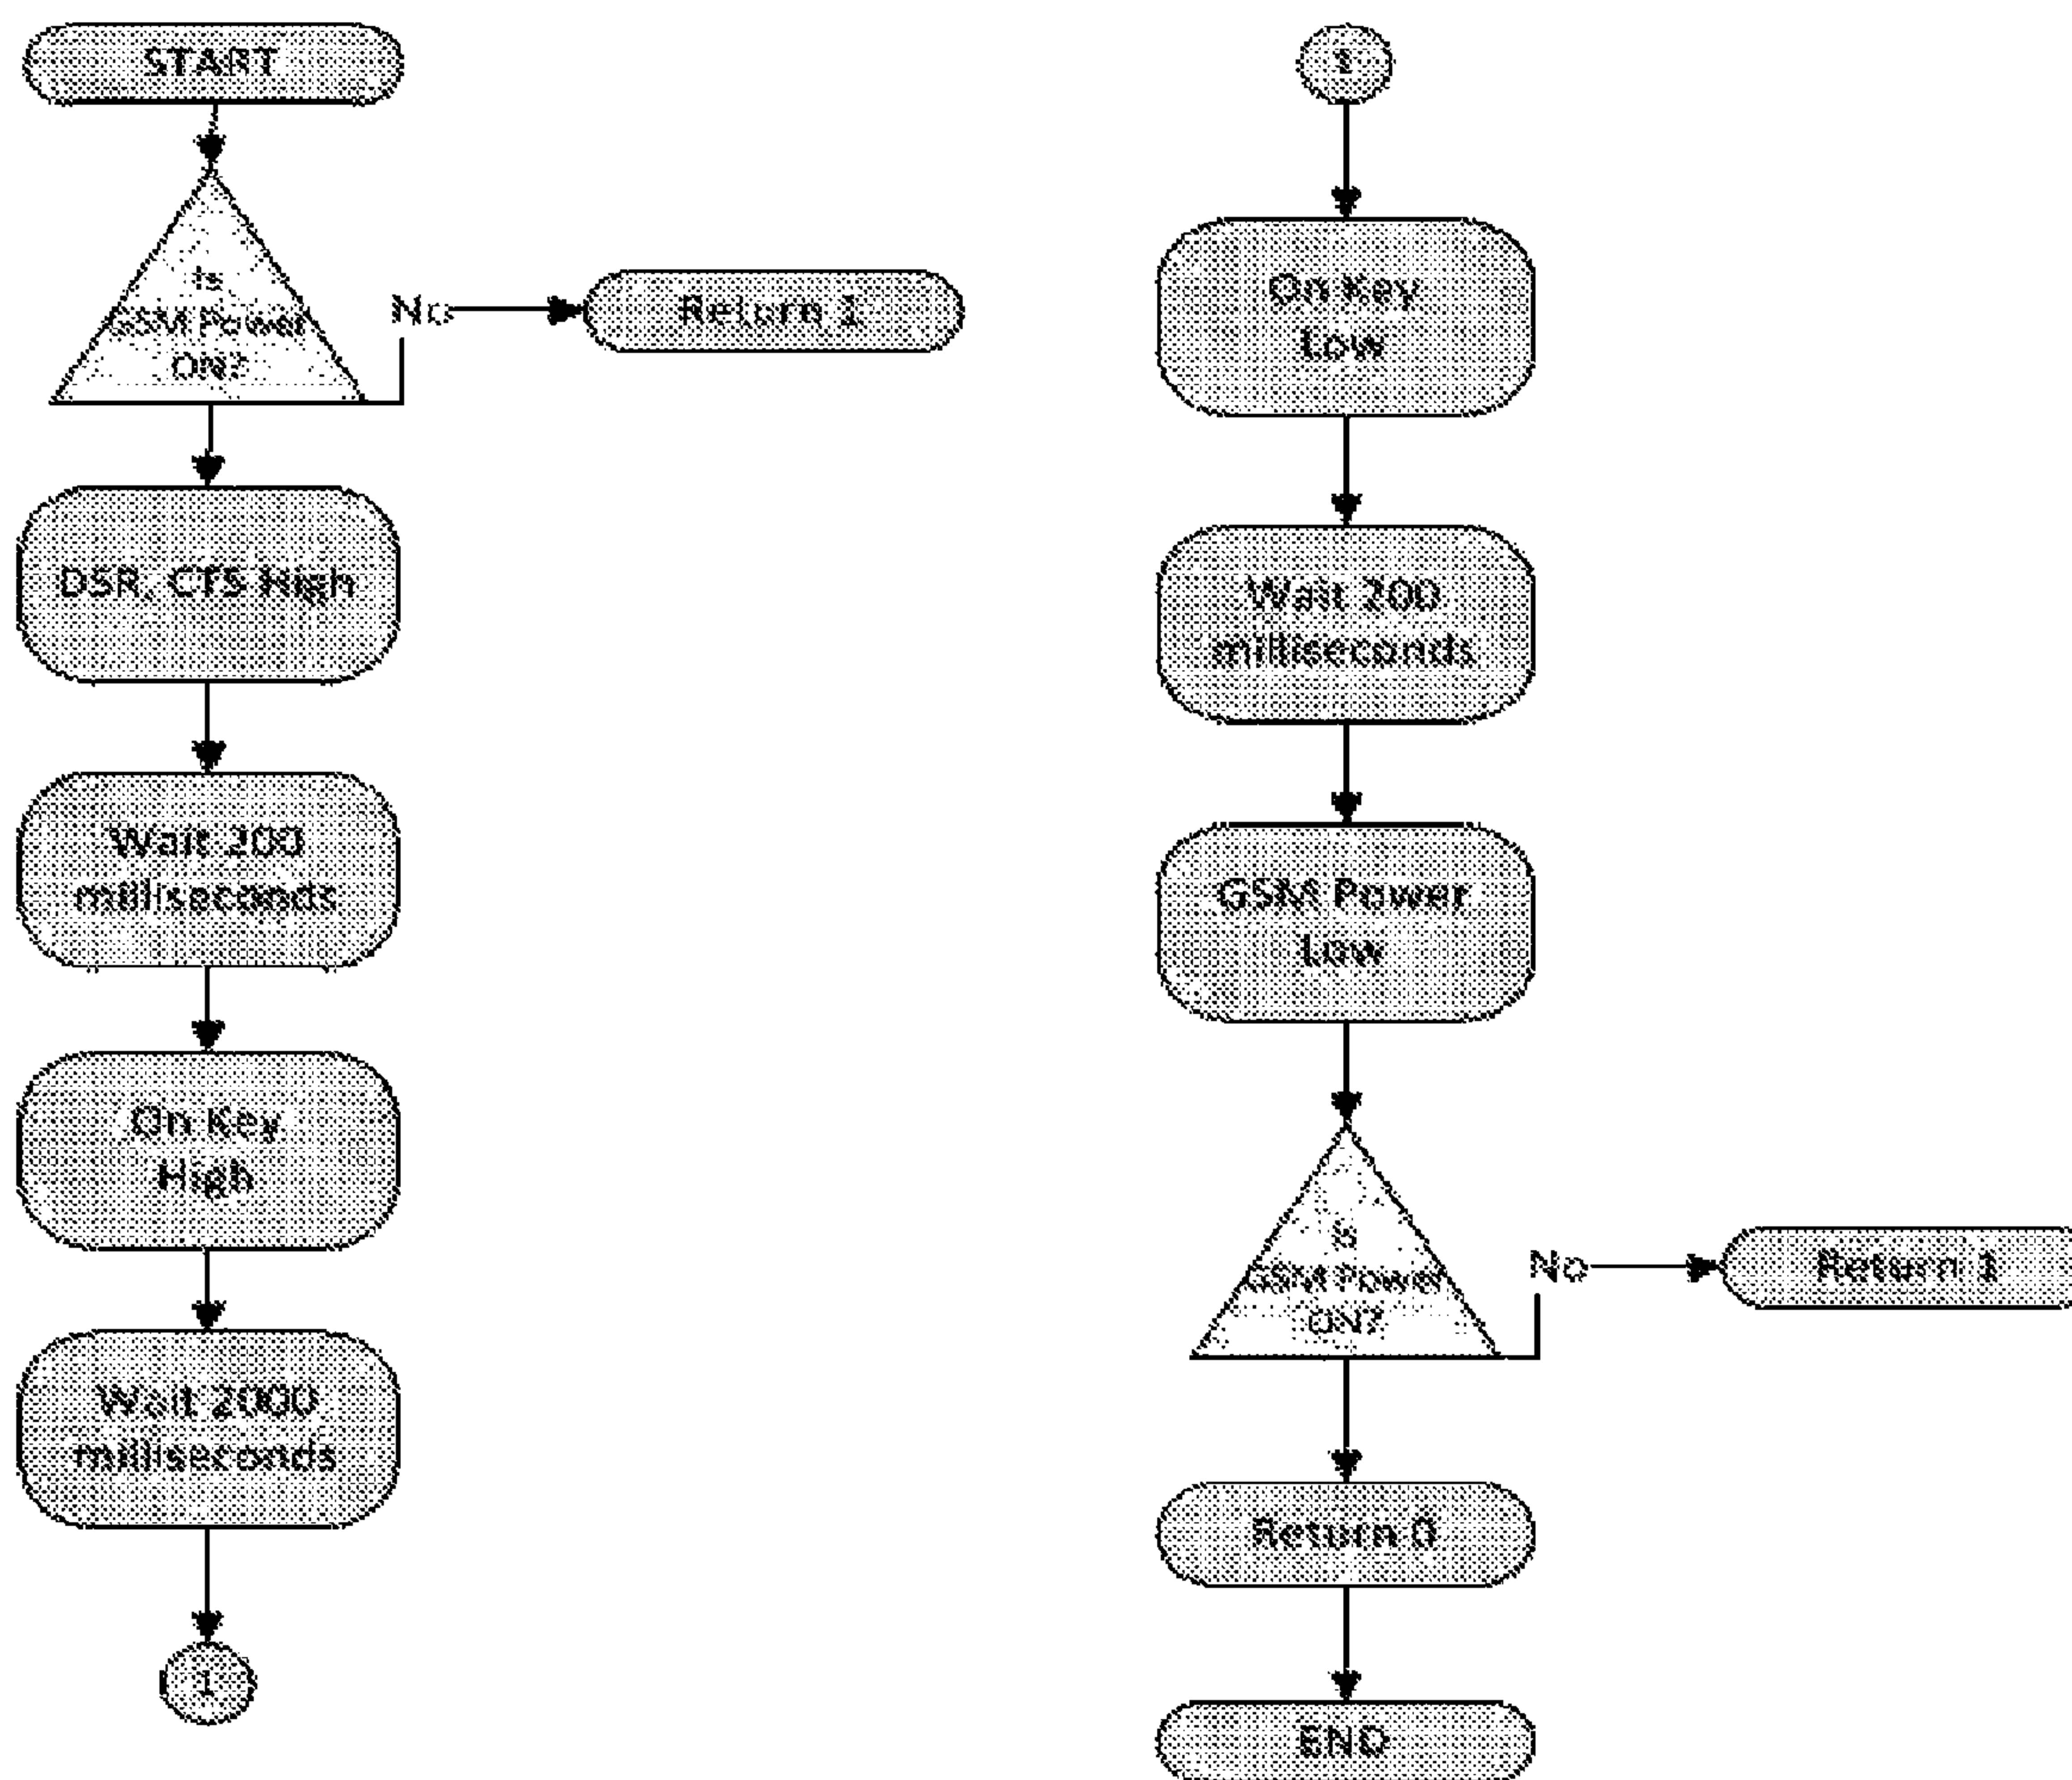 START
Is
GSM Power
ON?
No
Return 1
DSR, CTS High
Wait 200
milliseconds
On Key
High
Wait 2000
milliseconds
1
On Key
Low
Wait 200
milliseconds
GSM Power
Low
Is
GSM Power
ON?
No
Return 1
Return 0
END